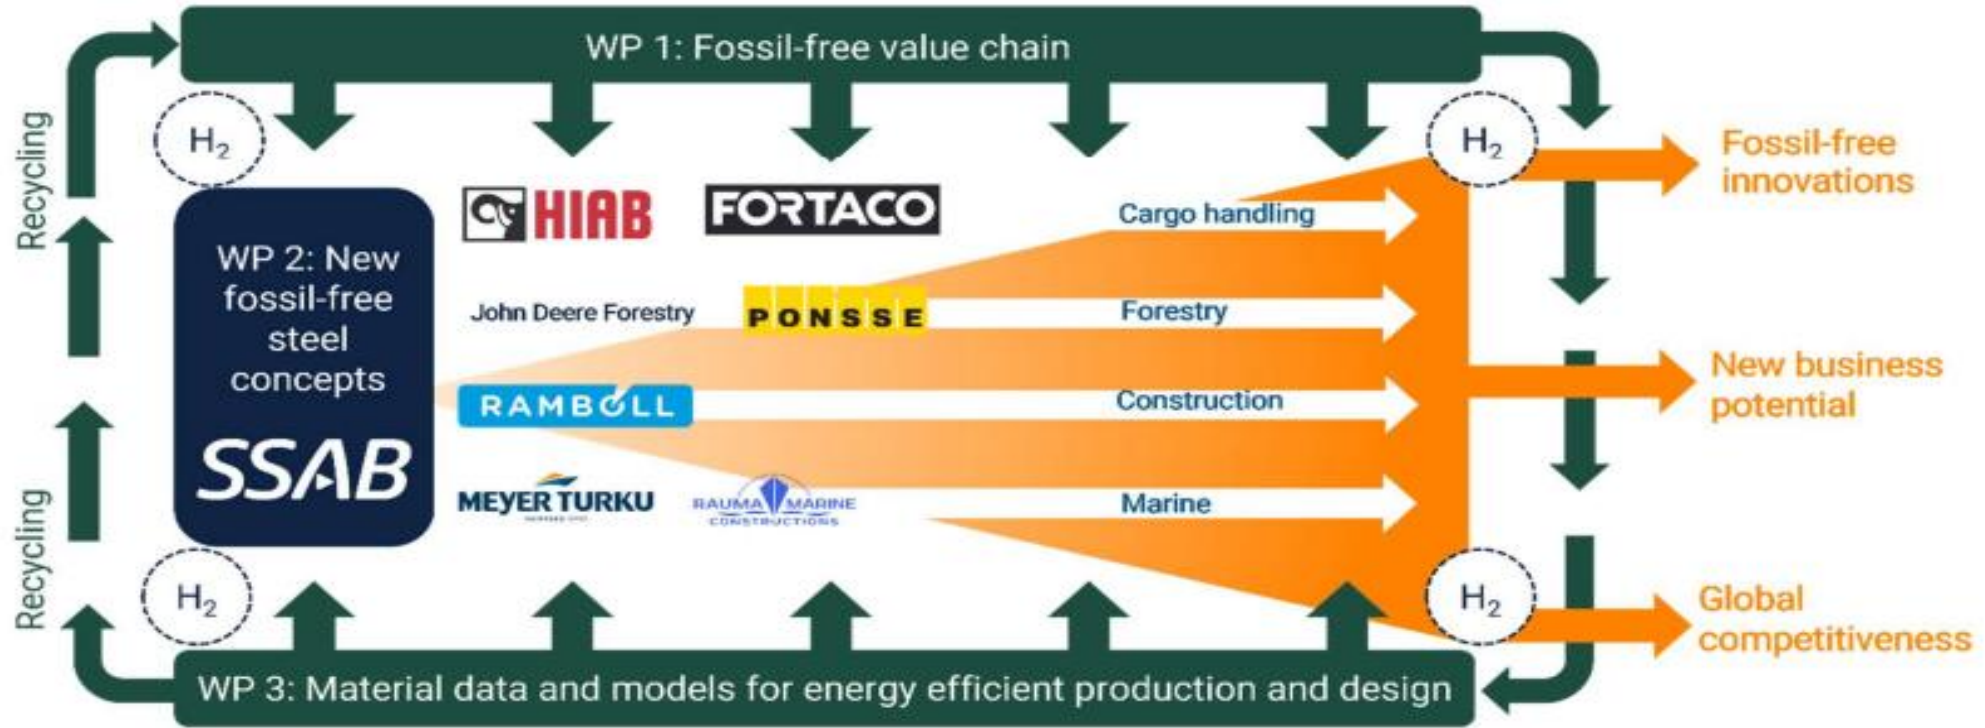 WP 1: Fossil-free value chain
Recycling
H₂
H₂
Fossil-free
innovations
WP 2: New
fossil-free
steel
concepts
SSAB
HIAB
FORTACO
Cargo handling
John Deere Forestry
PONSSE
Forestry
New business
potential
RAMBOLL
Construction
MEYER TURKU
RAUMA MARINE
CONSTRUCTIONS
Marine
Recycling
H₂
H₂
Global
competitiveness
WP 3: Material data and models for energy efficient production and design